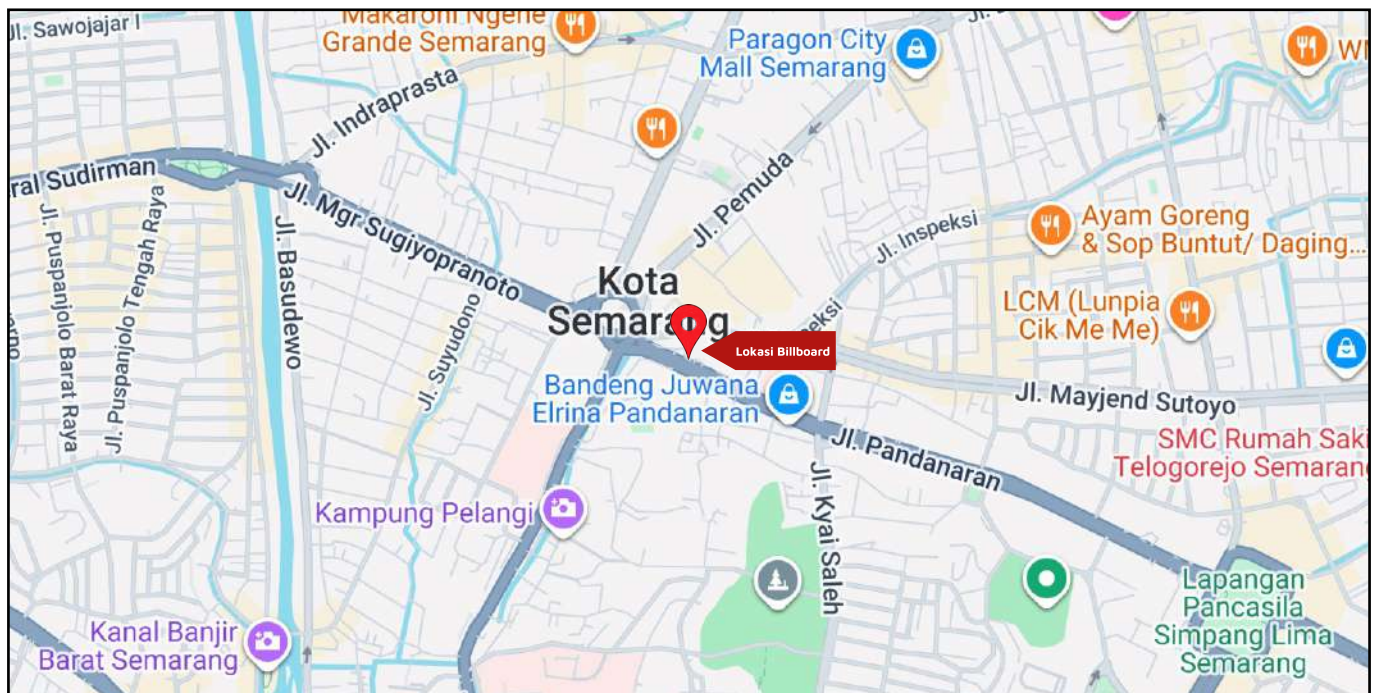 Jl. Sawojajar I
Makaroni Ngehe
Grande Semarang
Paragon City
Mall Semarang
Jl. Indraprasta
ral Sudirman
Jl. Mgr Sugiyopranoto
Jl. Pemuda
Jl. Inspeksi
Ayam Goreng
& Sop Buntut/ Daging...
Jl. Puspanjolo Barat Raya
Jl. Puspanjolo Tengah Raya
Jl. Basudewo
Jl. Suyudono
Kota
Semarang
eksi
LCM (Lunpia
Cik Me Me)
Lokasi Billboard
Bandeng Juwana
Elrina Pandanaran
Jl. Mayjend Sutoyo
Jl. Pandanaran
SMC Rumah Saki
Telogorejo Semarang
Jl. Kyai Saleh
Kampung Pelangi
Lapangan
Pancasila
Simpang Lima
Semarang
Kanal Banjir
Barat Semarang